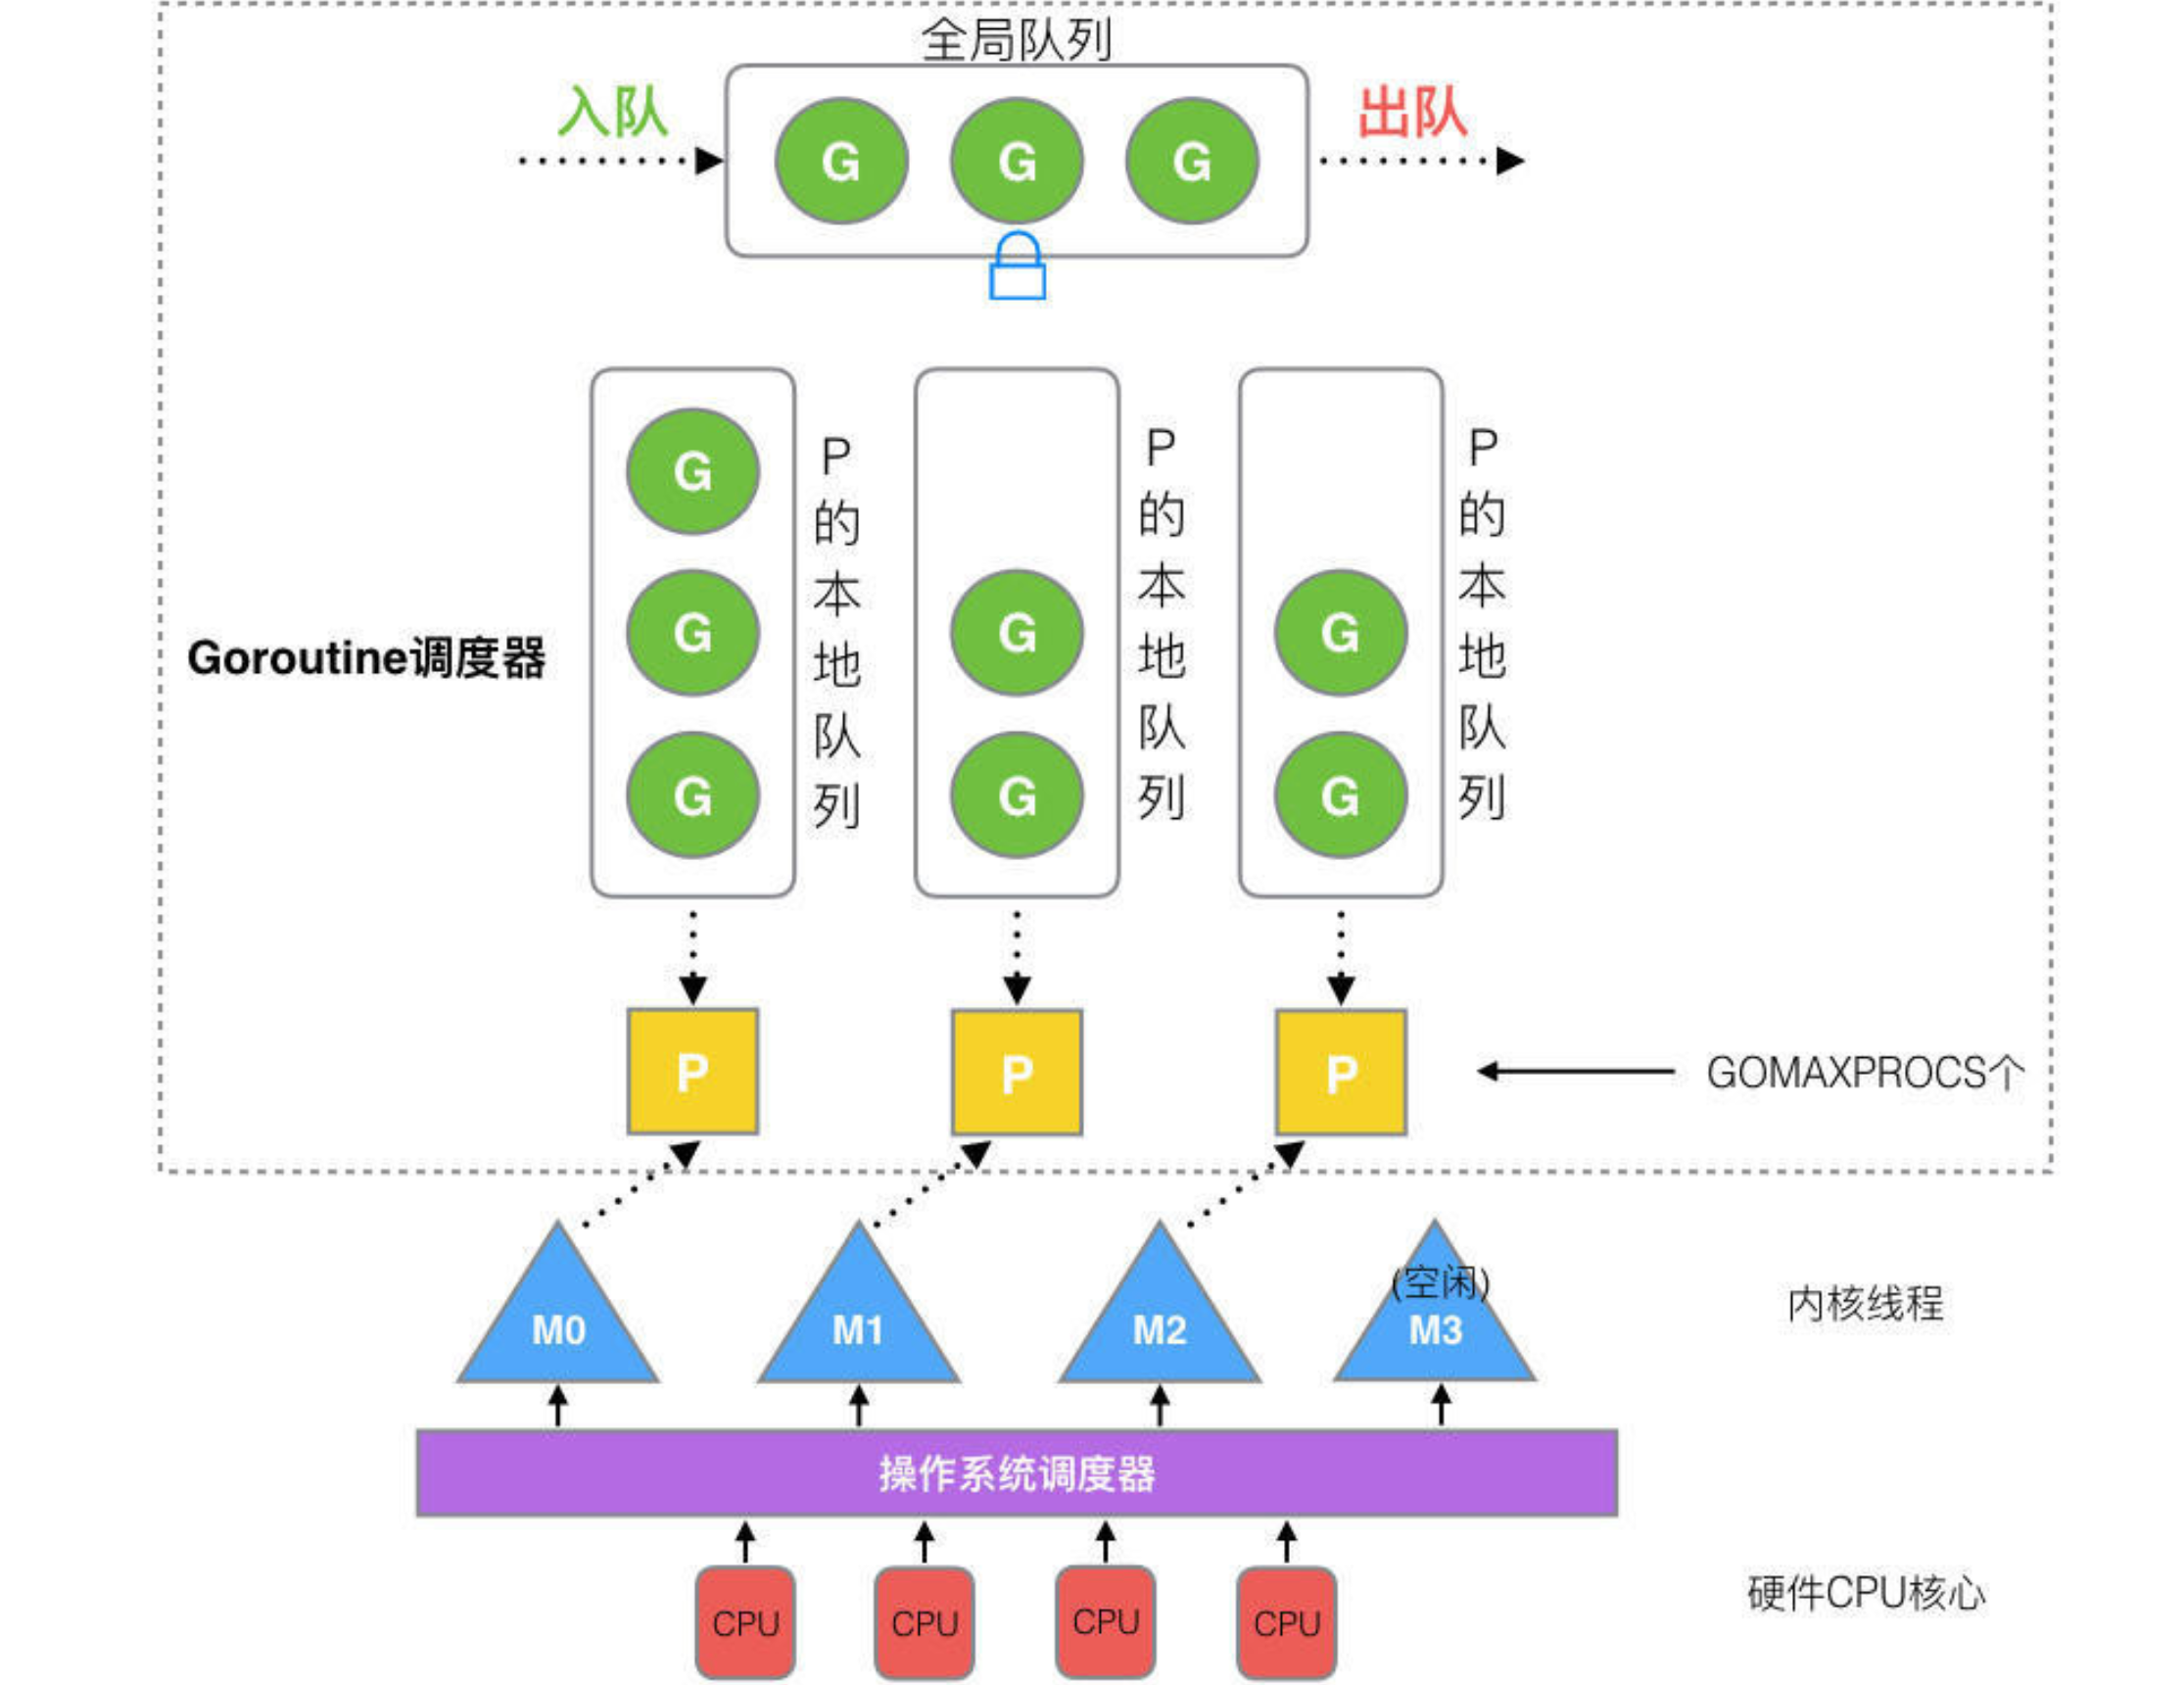 全局队列
入队
出队
G G G
G
G
G
P的本地队列
G
G
P的本地队列
G
G
P的本地队列
Goroutine调度器
P P P
GOMAXPROCS个
(空闲)
M0 M1 M2 M3
内核线程
操作系统调度器
CPU CPU CPU CPU
硬件CPU核心